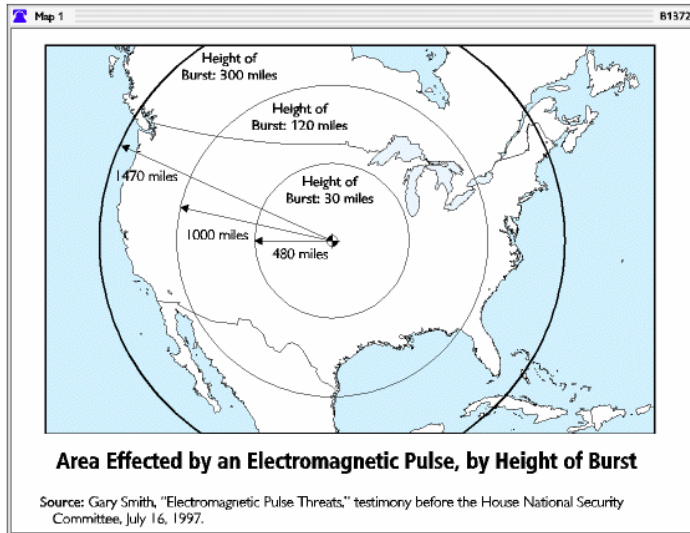 Map 1
B1372
Height of
Burst: 300 miles
Height of
Burst: 120 miles
1470 miles
Height of
Burst: 30 miles
1000 miles
480 miles
Area Effected by an Electromagnetic Pulse, by Height of Burst
Source: Gary Smith, "Electromagnetic Pulse Threats," testimony before the House National Security
Committee, July 16, 1997.